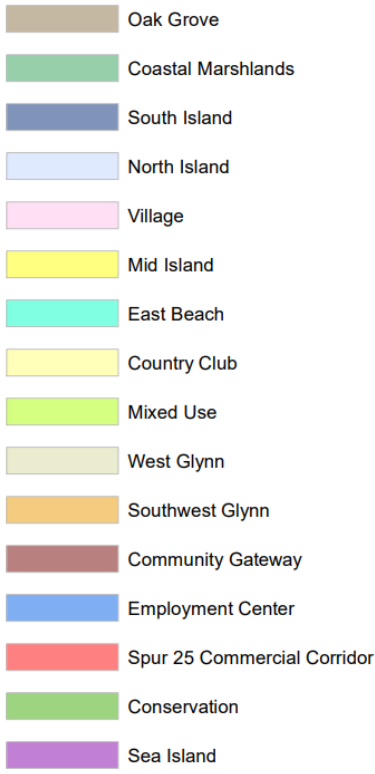 Oak Grove
Coastal Marshlands
South Island
North Island
Village
Mid Island
East Beach
Country Club
Mixed Use
West Glynn
Southwest Glynn
Community Gateway
Employment Center
Spur 25 Commercial Corridor
Conservation
Sea Island